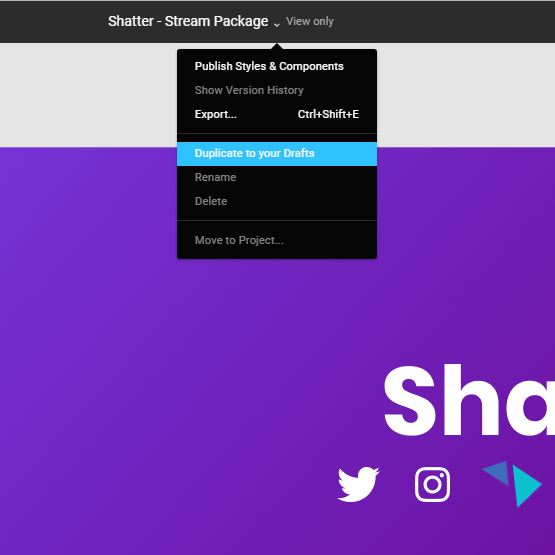 Shatter - Stream Package View only
Publish Styles & Components
Show Version History
Export... Ctrl+Shift+E
Duplicate to your Drafts
Rename
Delete
Move to Project...
Sha